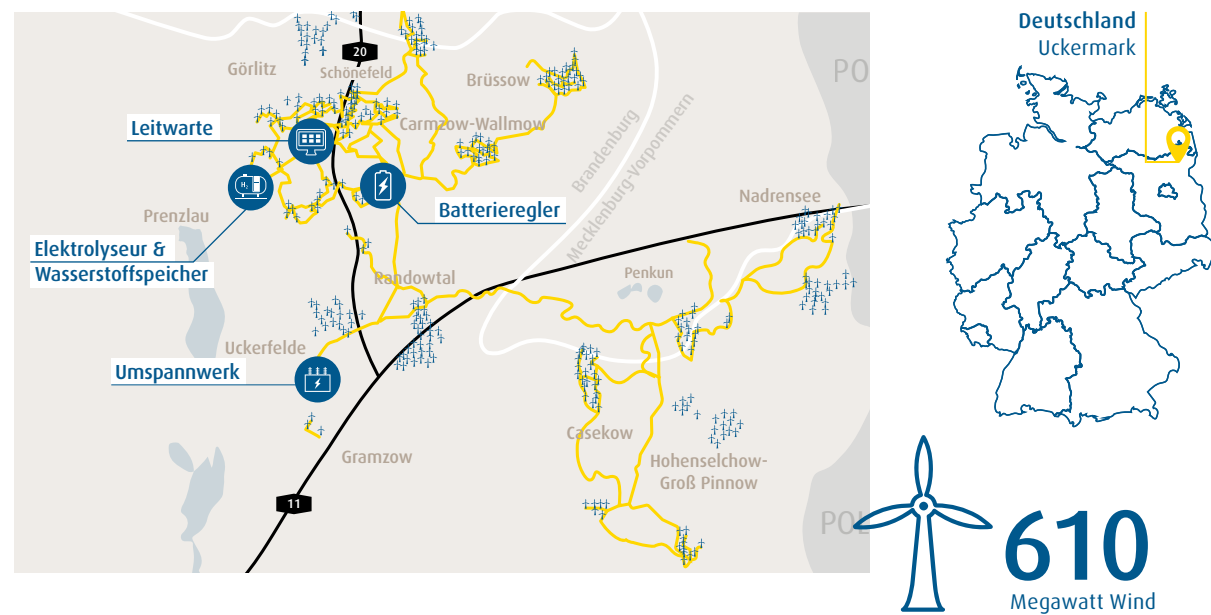 Deutschland
Uckermark
20
Görlitz
Schönefeld
Brüssow
PO
Leitwarte
Carmzow-Wallmow
Brandenburg
Mecklenburg-Vorpommern
H₂
Prenzlau
Batterieregler
Nadrensee
Elektrolyseur &
Wasserstoffspeicher
Randowtal
Penkun
Uckerfelde
Umspannwerk
Casekow
Gramzow
Hohenselchow-
Groß Pinnow
11
POL
610
Megawatt Wind